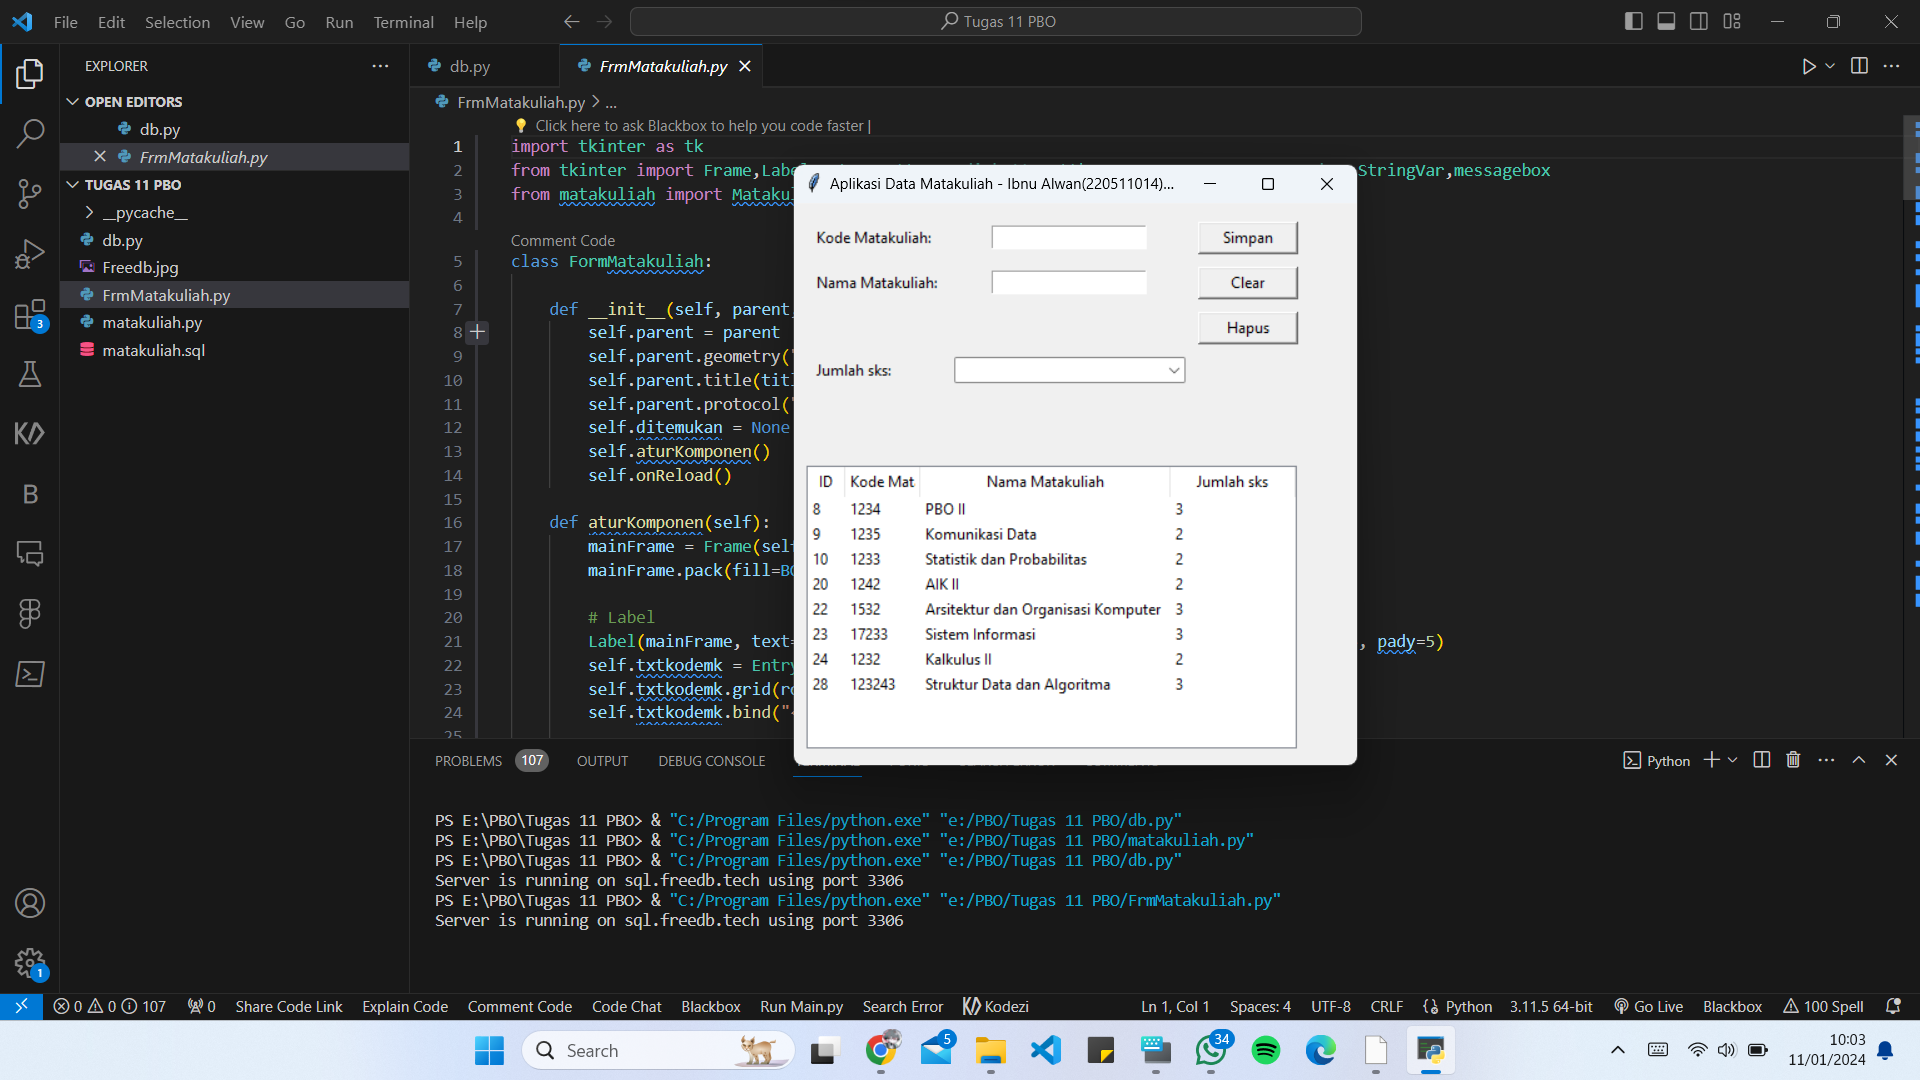 File Edit Selection View Go Run Terminal Help
Tugas 11 PBO
EXPLORER
OPEN EDITORS
db.py
FrmMatakuliah.py
TUGAS 11 PBO
__pycache__
db.py
Freedb.jpg
FrmMatakuliah.py
matakuliah.py
matakuliah.sql
3
1
db.py
FrmMatakuliah.py
FrmMatakuliah.py > ...
Click here to ask Blackbox to help you code faster |
1 import tkinter as tk
2 from tkinter import Frame, StringVar,messagebox
3 from matakuliah import
4
Comment Code
5 class FormMatakuliah:
6
7 def __init__(self, parent
8 self.parent = parent
9 self.parent.geometry(
10 self.parent.title(
11 self.parent.protocol(
12 self.ditemukan = None
13 self.aturKomponen()
14 self.onReload()
15
16 def aturKomponen(self):
17 mainFrame = Frame(
18 mainFrame.pack(fill=
19
20 # Label
21 Label(mainFrame, text= , pady=5)
22 self.txtkodemk = Entry
23 self.txtkodemk.grid(
24 self.txtkodemk.bind("
25
Aplikasi Data Matakuliah - Ibnu Alwan(220511014)...
Kode Matakuliah:
Simpan
Nama Matakuliah:
Clear
Hapus
Jumlah sks:
ID Kode Mat Nama Matakuliah Jumlah sks
8 1234 PBO II 3
9 1235 Komunikasi Data 2
10 1233 Statistik dan Probabilitas 2
20 1242 AIK II 2
22 1532 Arsitektur dan Organisasi Komputer 3
23 17233 Sistem Informasi 3
24 1232 Kalkulus II 2
28 123243 Struktur Data dan Algoritma 3
PROBLEMS 107 OUTPUT DEBUG CONSOLE
Python
PS E:\PBO\Tugas 11 PBO> & "C:/Program Files/python.exe" "e:/PBO/Tugas 11 PBO/db.py"
PS E:\PBO\Tugas 11 PBO> & "C:/Program Files/python.exe" "e:/PBO/Tugas 11 PBO/matakuliah.py"
PS E:\PBO\Tugas 11 PBO> & "C:/Program Files/python.exe" "e:/PBO/Tugas 11 PBO/db.py"
Server is running on sql.freedb.tech using port 3306
PS E:\PBO\Tugas 11 PBO> & "C:/Program Files/python.exe" "e:/PBO/Tugas 11 PBO/FrmMatakuliah.py"
Server is running on sql.freedb.tech using port 3306
0 0 107 0 Share Code Link Explain Code Comment Code Code Chat Blackbox Run Main.py Search Error Kodezi Ln 1, Col 1 Spaces: 4 UTF-8 CRLF Python 3.11.5 64-bit Go Live Blackbox 100 Spell
Search
5
34
10:03
11/01/2024